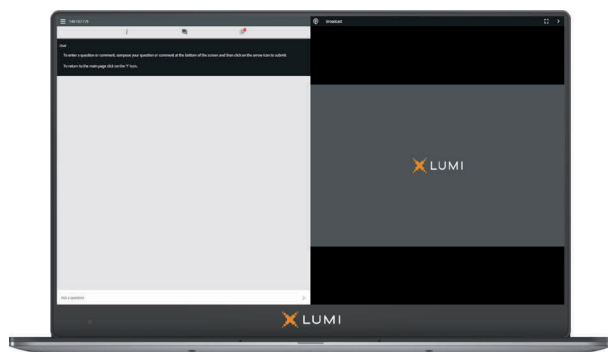 Broadcast
To enter a question or comment, compose your question or comment at the bottom of the screen and then click on the arrow icon to submit.
To return to the main page click on the "i" icon.
LUMI
Ask a question
LUMI